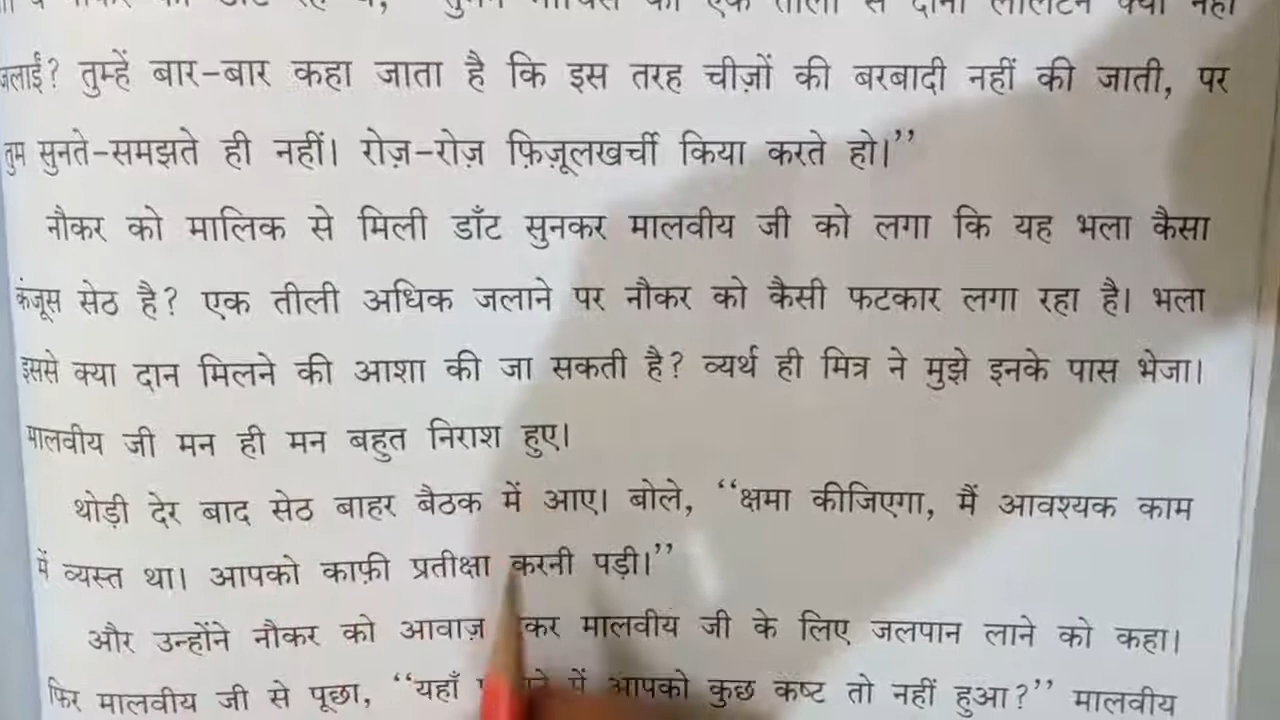 जलाईं? तुम्हें बार-बार कहा जाता है कि इस तरह चीज़ों की बरबादी नहीं की जाती, पर
तुम सुनते-समझते ही नहीं। रोज़-रोज़ फ़िज़ूलखर्ची किया करते हो।”
नौकर को मालिक से मिली डाँट सुनकर मालवीय जी को लगा कि यह भला कैसा
कंजूस सेठ है? एक तीली अधिक जलाने पर नौकर को कैसी फटकार लगा रहा है। भला
इससे क्या दान मिलने की आशा की जा सकती है? व्यर्थ ही मित्र ने मुझे इनके पास भेजा।
मालवीय जी मन ही मन बहुत निराश हुए।
थोड़ी देर बाद सेठ बाहर बैठक में आए। बोले, “क्षमा कीजिएगा, मैं आवश्यक काम
में व्यस्त था। आपको काफ़ी प्रतीक्षा करनी पड़ी।”
और उन्होंने नौकर को आवाज़ मालवीय जी के लिए जलपान लाने को कहा।
फिर मालवीय जी से पूछा, “यहाँ में आपको कुछ कष्ट तो नहीं हुआ?” मालवीय